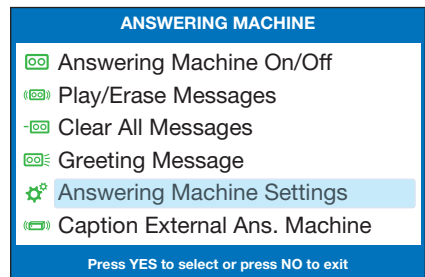 ANSWERING MACHINE
Answering Machine On/Off
Play/Erase Messages
Clear All Messages
Greeting Message
Answering Machine Settings
Caption External Ans. Machine
Press YES to select or press NO to exit